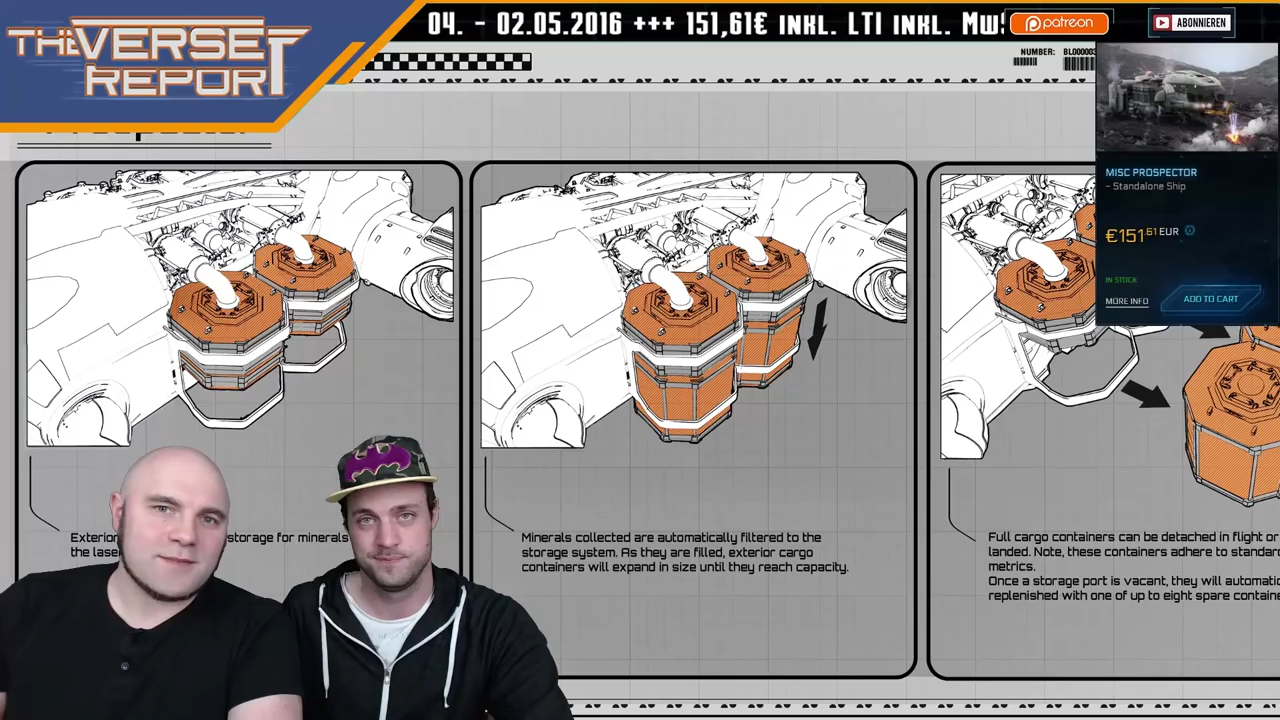 THE VERSE
REPORT
04. - 02.05.2016 +++ 151,61€ INKL. LTI INKL.
patreon
ABONNIEREN
NUMBER:
Prospector
MISC PROSPECTOR
- Standalone Ship
€151.61 EUR
IN STOCK
MORE INFO
ADD TO CART
Exterior
storage for minerals
the
Minerals collected are automatically filtered to the
storage system. As they are filled, exterior cargo
containers will expand in size until they reach capacity.
Full cargo containers can be detached in flight or
landed. Note, these containers adhere to standard
metrics.
Once a storage port is vacant, they will
replenished with one of up to eight spare